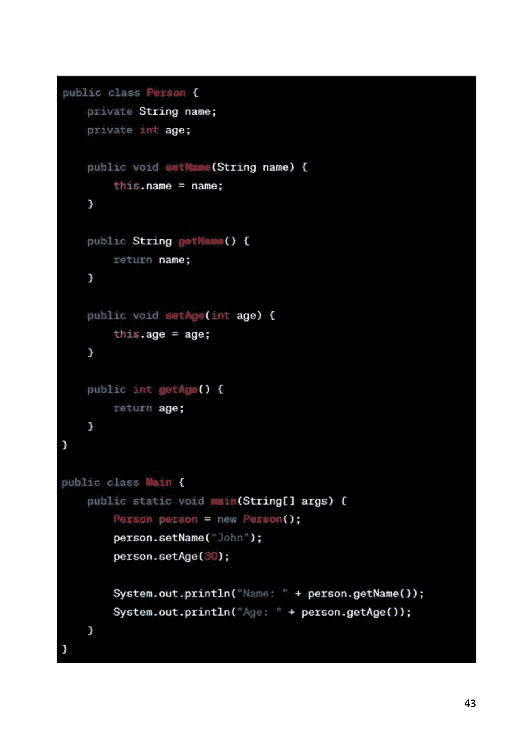 public class Person {
    private String name;
    private int age;

    public void setName(String name) {
        this.name = name;
    }

    public String getName() {
        return name;
    }

    public void setAge(int age) {
        this.age = age;
    }

    public int getAge() {
        return age;
    }
}

public class Main {
    public static void main(String[] args) {
        Person person = new Person();
        person.setName("John");
        person.setAge(30);

        System.out.println("Name: " + person.getName());
        System.out.println("Age: " + person.getAge());
    }
}
43